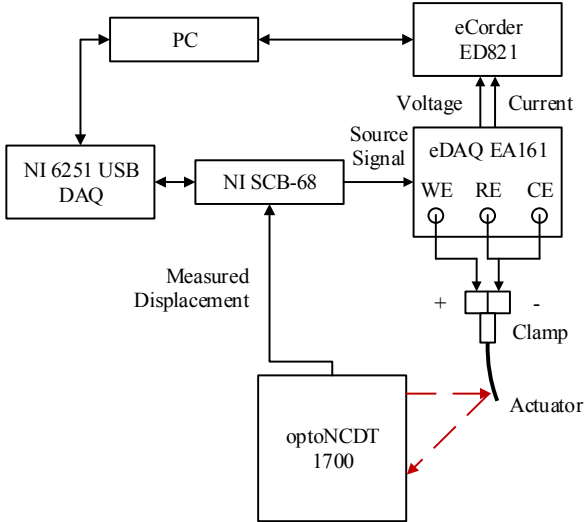 PC
eCorder
ED821
Voltage
Current
Source
Signal
eDAQ EA161
WE RE CE
NI 6251 USB
DAQ
NI SCB-68
Measured
Displacement
+ -
Clamp
Actuator
optoNCDT
1700